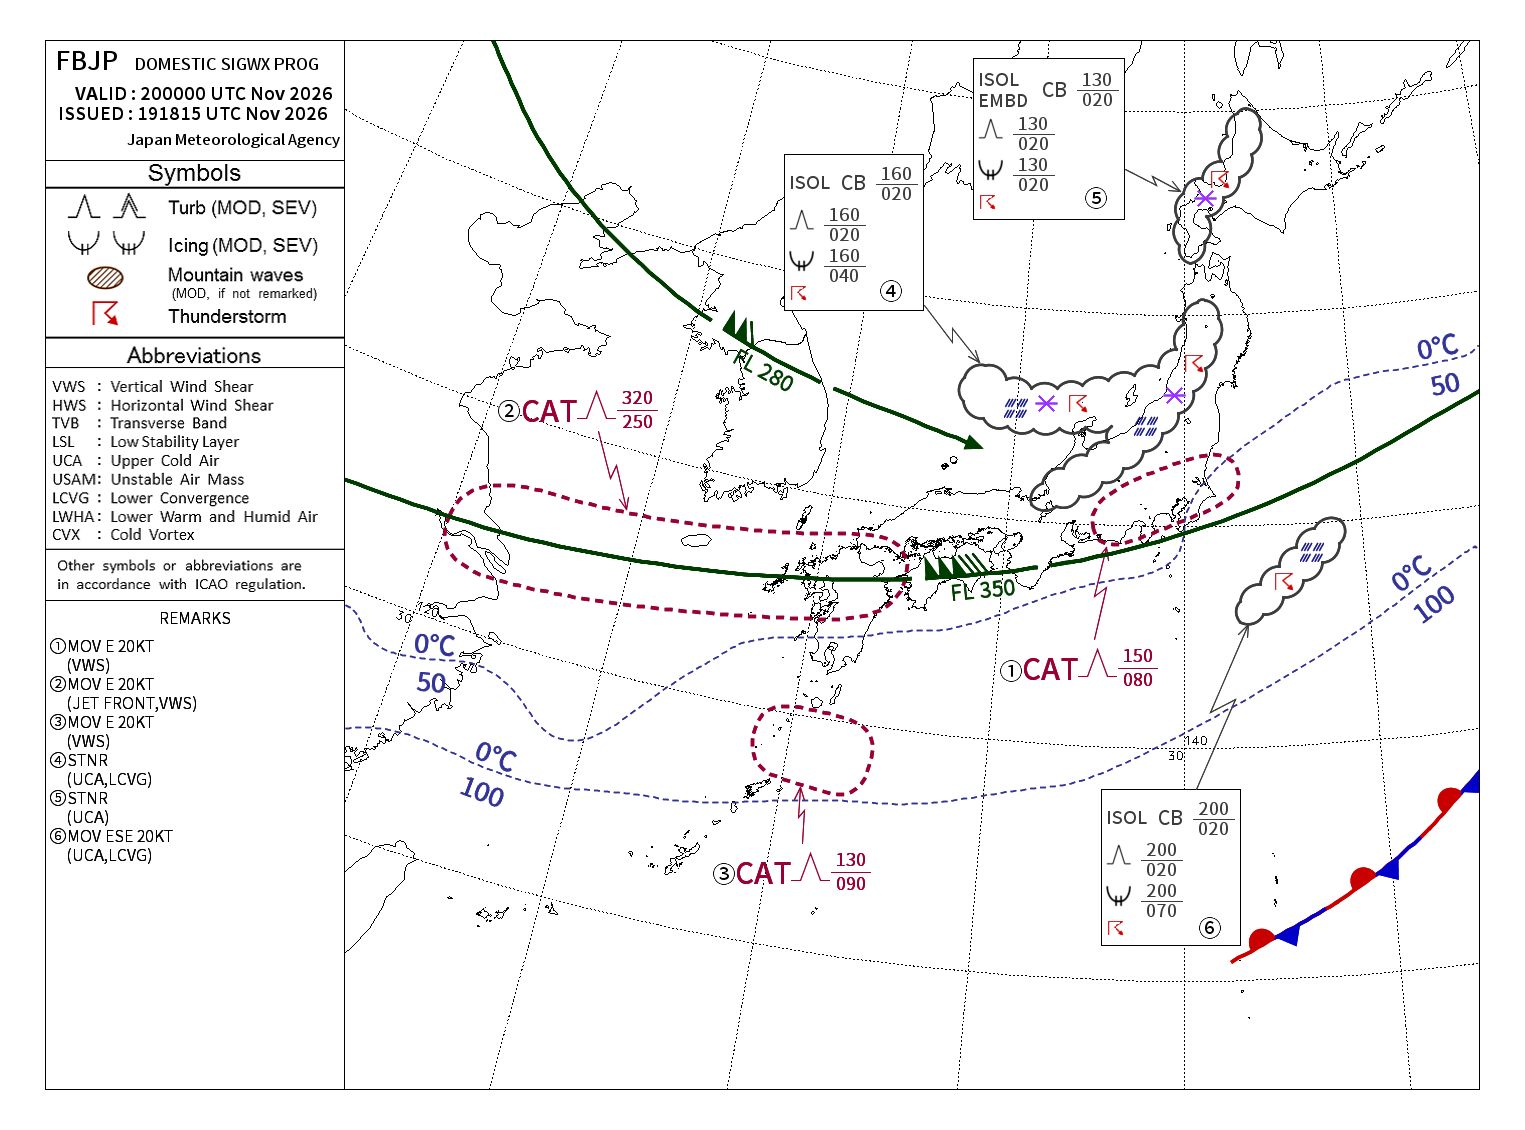 FBJP DOMESTIC SIGWX PROG
VALID : 200000 UTC Nov 2026
ISSUED : 191815 UTC Nov 2026
Japan Meteorological Agency
Symbols
Turb (MOD, SEV)
Icing (MOD, SEV)
Mountain waves
(MOD, if not remarked)
Thunderstorm
Abbreviations
VWS : Vertical Wind Shear
HWS : Horizontal Wind Shear
TVB : Transverse Band
LSL : Low Stability Layer
UCA : Upper Cold Air
USAM: Unstable Air Mass
LCVG : Lower Convergence
LWHA: Lower Warm and Humid Air
CVX : Cold Vortex
Other symbols or abbreviations are
in accordance with ICAO regulation.
REMARKS
①MOV E 20KT
(VWS)
②MOV E 20KT
(JET FRONT,VWS)
③MOV E 20KT
(VWS)
④STNR
(UCA,LCVG)
⑤STNR
(UCA)
⑥MOV ESE 20KT
(UCA,LCVG)
ISOL
EMBD CB 130
020
130
020
130
020
⑤
ISOL CB 160
020
160
020
160
040
④
FL 280
②CAT 320
250
0°C
50
FL 350
30
120
0°C
50
①CAT 150
080
0°C
100
0°C
100
140
30
③CAT 130
090
ISOL CB 200
020
200
020
200
070
⑥